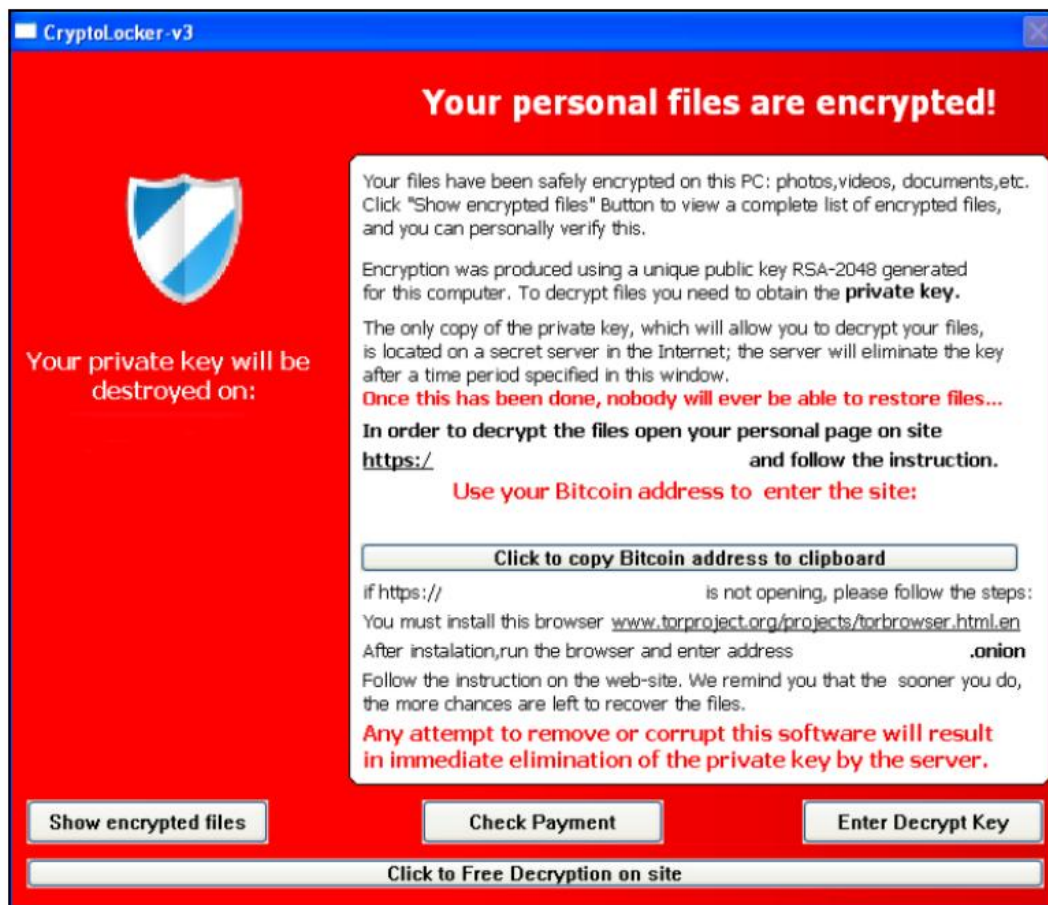 CryptoLocker-v3
Your personal files are encrypted!
Your private key will be
destroyed on:
Your files have been safely encrypted on this PC: photos,videos, documents,etc.
Click "Show encrypted files" Button to view a complete list of encrypted files,
and you can personally verify this.
Encryption was produced using a unique public key RSA-2048 generated
for this computer. To decrypt files you need to obtain the private key.
The only copy of the private key, which will allow you to decrypt your files,
is located on a secret server in the Internet; the server will eliminate the key
after a time period specified in this window.
Once this has been done, nobody will ever be able to restore files...
In order to decrypt the files open your personal page on site
https:/ and follow the instruction.
Use your Bitcoin address to enter the site:
Click to copy Bitcoin address to clipboard
if https:// is not opening, please follow the steps:
You must install this browser www.torproject.org/projects/torbrowser.html.en
After instalation,run the browser and enter address .onion
Follow the instruction on the web-site. We remind you that the sooner you do,
the more chances are left to recover the files.
Any attempt to remove or corrupt this software will result
in immediate elimination of the private key by the server.
Show encrypted files
Check Payment
Enter Decrypt Key
Click to Free Decryption on site